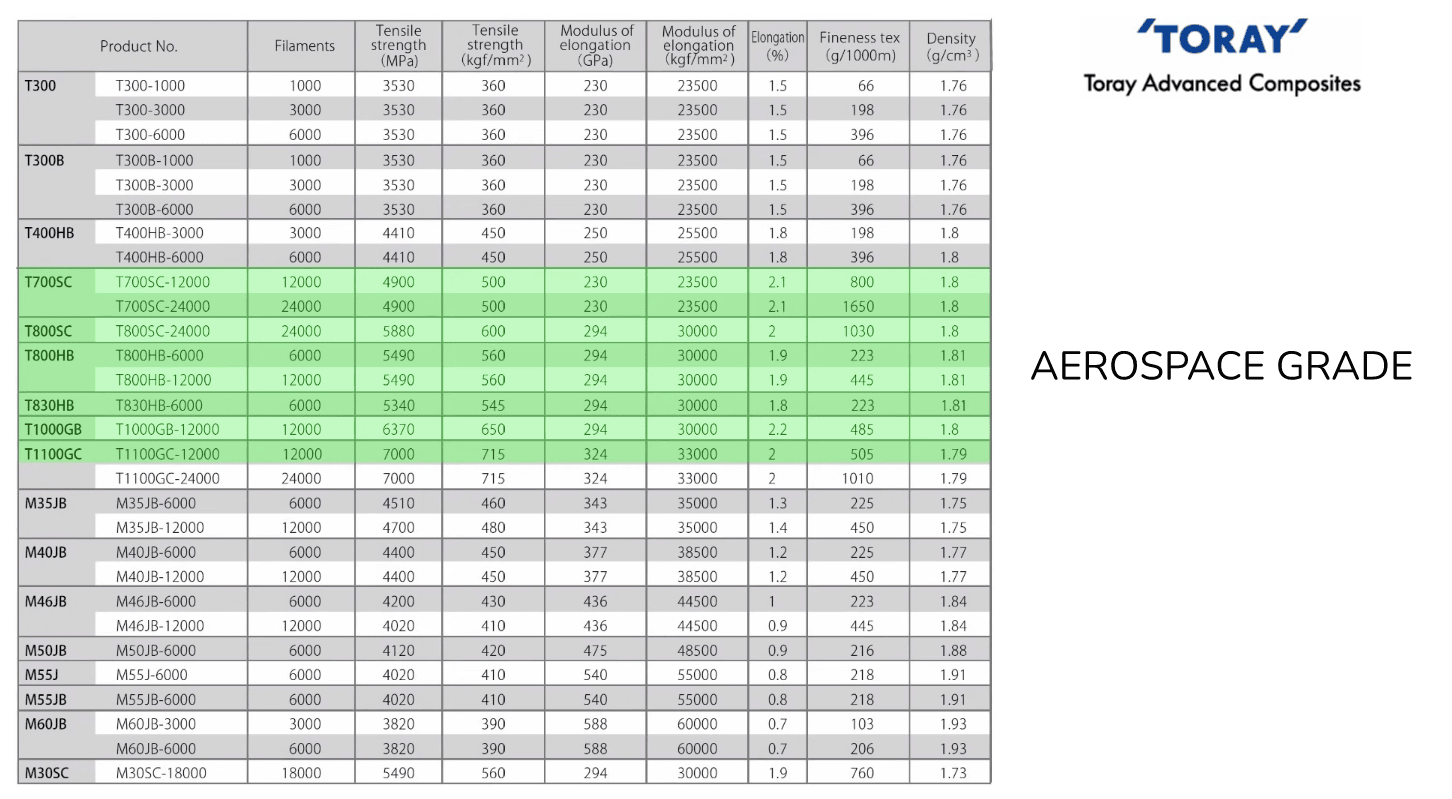 Product No. Filaments Tensile strength (MPa) Tensile strength (kgf/mm²) Modulus of elongation (GPa) Modulus of elongation (kgf/mm²) Elongation (%) Fineness tex (g/1000m) Density (g/cm³)
T300 T300-1000 1000 3530 360 230 23500 1.5 66 1.76
T300-3000 3000 3530 360 230 23500 1.5 198 1.76
T300-6000 6000 3530 360 230 23500 1.5 396 1.76
T300B T300B-1000 1000 3530 360 230 23500 1.5 66 1.76
T300B-3000 3000 3530 360 230 23500 1.5 198 1.76
T300B-6000 6000 3530 360 230 23500 1.5 396 1.76
T400HB T400HB-3000 3000 4410 450 250 25500 1.8 198 1.8
T400HB-6000 6000 4410 450 250 25500 1.8 396 1.8
T700SC T700SC-12000 12000 4900 500 230 23500 2.1 800 1.8
T700SC-24000 24000 4900 500 230 23500 2.1 1650 1.8
T800SC T800SC-24000 24000 5880 600 294 30000 2 1030 1.8
T800HB T800HB-6000 6000 5490 560 294 30000 1.9 223 1.81
T800HB-12000 12000 5490 560 294 30000 1.9 445 1.81
T830HB T830HB-6000 6000 5340 545 294 30000 1.8 223 1.81
T1000GB T1000GB-12000 12000 6370 650 294 30000 2.2 485 1.8
T1100GC T1100GC-12000 12000 7000 715 324 33000 2 505 1.79
T1100GC-24000 24000 7000 715 324 33000 2 1010 1.79
M35JB M35JB-6000 6000 4510 460 343 35000 1.3 225 1.75
M35JB-12000 12000 4700 480 343 35000 1.4 450 1.75
M40JB M40JB-6000 6000 4400 450 377 38500 1.2 225 1.77
M40JB-12000 12000 4400 450 377 38500 1.2 450 1.77
M46JB M46JB-6000 6000 4200 430 436 44500 1 223 1.84
M46JB-12000 12000 4020 410 436 44500 0.9 445 1.84
M50JB M50JB-6000 6000 4120 420 475 48500 0.9 216 1.88
M55J M55J-6000 6000 4020 410 540 55000 0.8 218 1.91
M55JB M55JB-6000 6000 4020 410 540 55000 0.8 218 1.91
M60JB M60JB-3000 3000 3820 390 588 60000 0.7 103 1.93
M60JB-6000 6000 3820 390 588 60000 0.7 206 1.93
M30SC M30SC-18000 18000 5490 560 294 30000 1.9 760 1.73
'TORAY'
Toray Advanced Composites
AEROSPACE GRADE